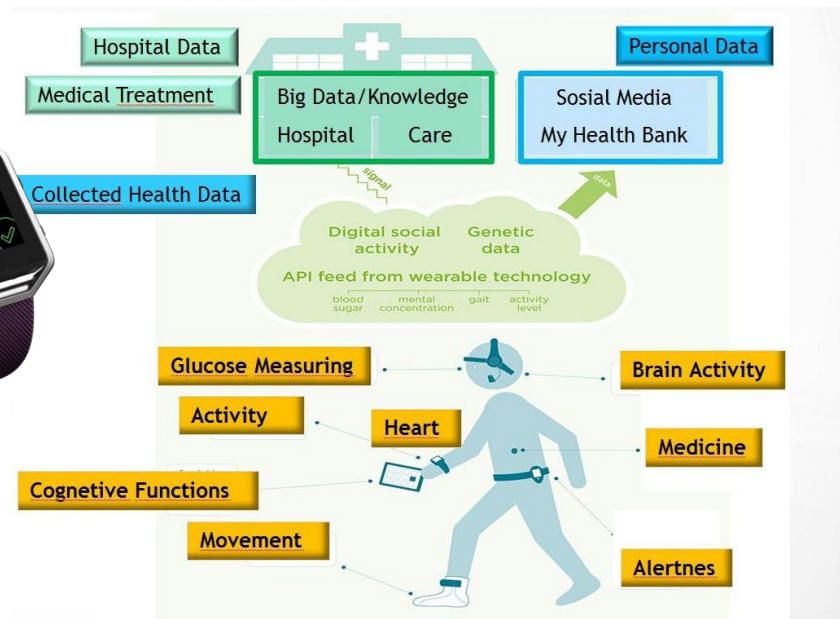 Hospital Data
Personal Data
Medical Treatment
Big Data/Knowledge
Hospital
Care
Sosial Media
My Health Bank
signal
data
Collected Health Data
Digital social
activity
Genetic
data
API feed from wearable technology
blood
sugar
mental
concentration
gait
activity
level
Glucose Measuring
Brain Activity
Activity
Heart
Medicine
Cognetive Functions
Movement
Alertnes